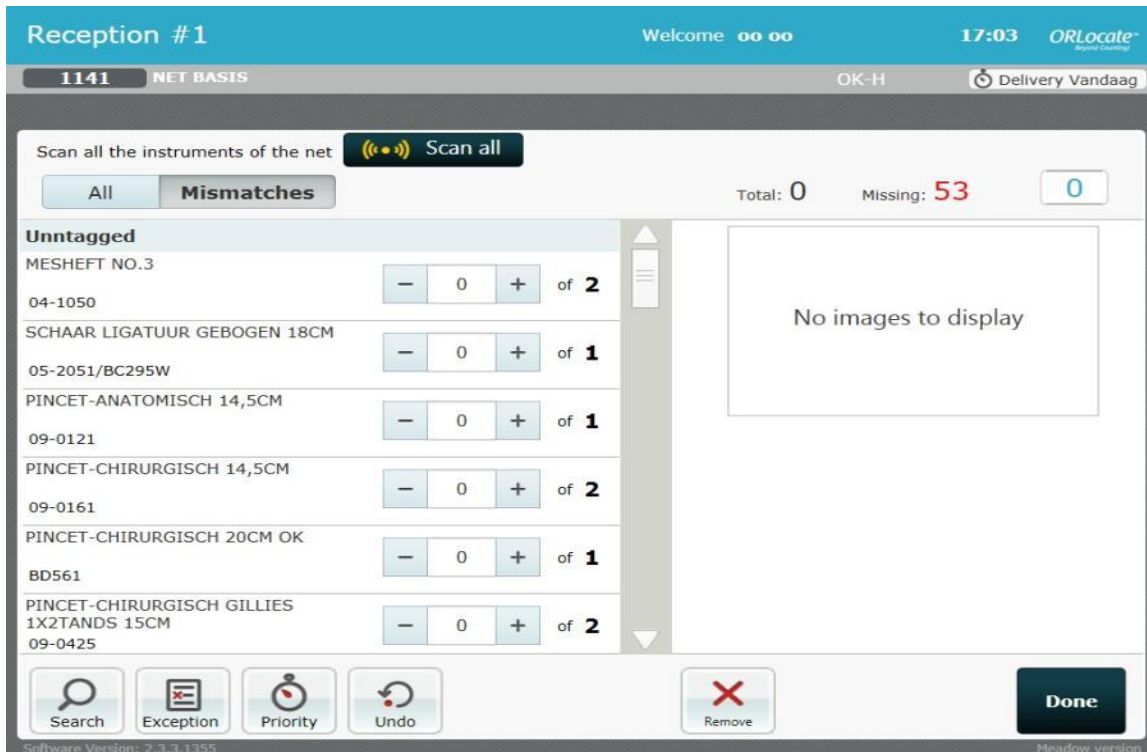 Reception #1 Welcome oo oo 17:03 ORLocate™
Beyond Counting!
1141 NET BASIS OK-H Delivery Vandaag
Scan all the instruments of the net Scan all
All Mismatches Total: 0 Missing: 53 0
Unntagged
MESHEFT NO.3
− 0 + of 2
04-1050
SCHAAR LIGATUUR GEBOGEN 18CM
− 0 + of 1
05-2051/BC295W
PINCET-ANATOMISCH 14,5CM
− 0 + of 1
09-0121
PINCET-CHIRURGISCH 14,5CM
− 0 + of 2
09-0161
PINCET-CHIRURGISCH 20CM OK
− 0 + of 1
BD561
PINCET-CHIRURGISCH GILLIES
1X2TANDS 15CM
− 0 + of 2
09-0425
No images to display
Search Exception Priority Undo Remove Done
Software Version: 2.3.3.1355 Meadow version